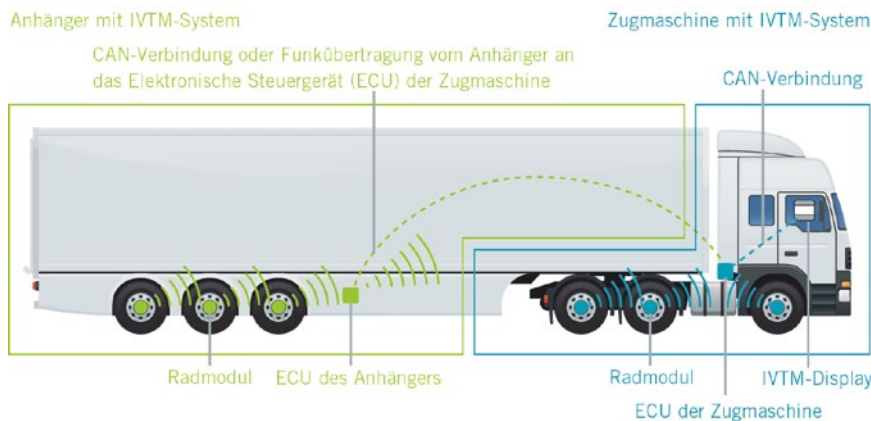 Anhänger mit IVTM-System
Zugmaschine mit IVTM-System
CAN-Verbindung oder Funkübertragung vom Anhänger an
das Elektronische Steuergerät (ECU) der Zugmaschine
CAN-Verbindung
Radmodul
ECU des Anhängers
Radmodul
IVTM-Display
ECU der Zugmaschine